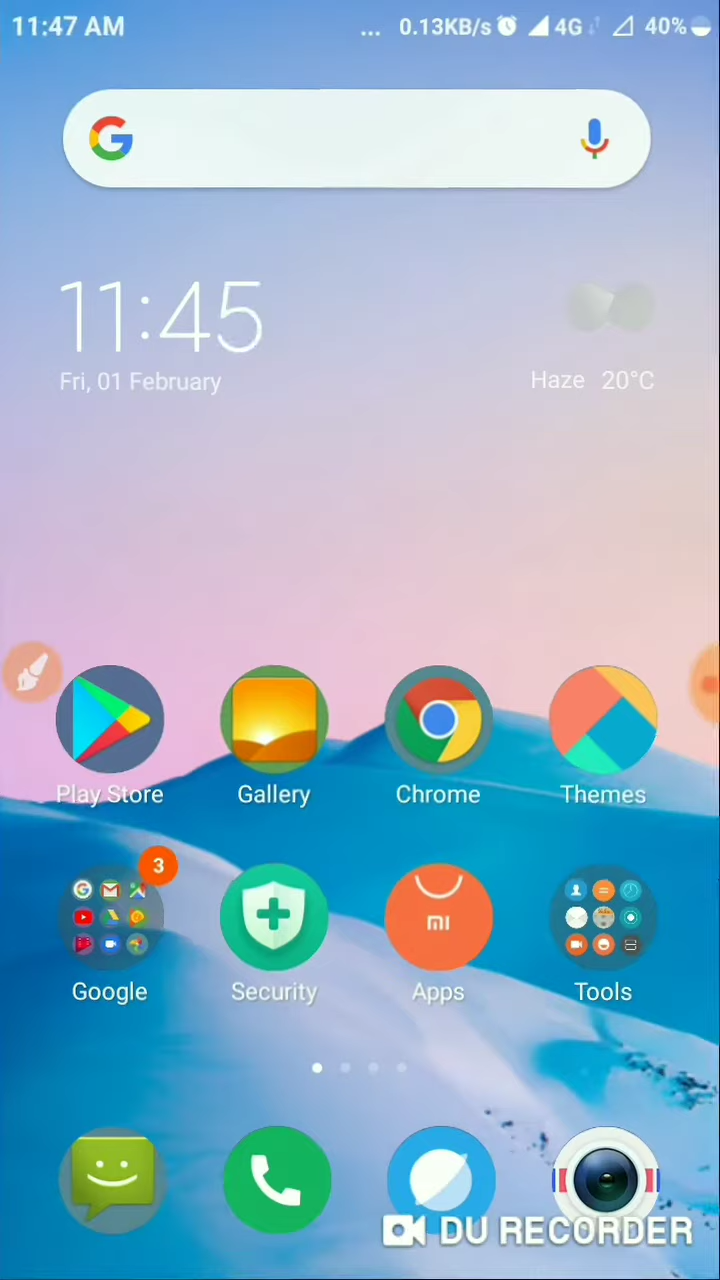 11:47 AM ... 0.13KB/s 4G 40%
11:45
Fri, 01 February
Haze 20°C
Play Store Gallery Chrome Themes
3
mi
Google Security Apps Tools
DU RECORDER